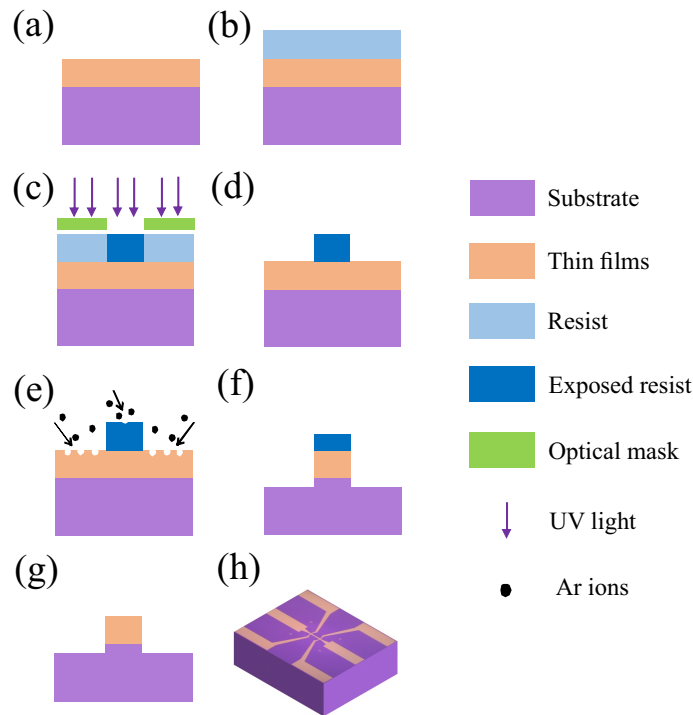 (a)
(b)
(c)
(d)
(e)
(f)
(g)
(h)
Substrate
Thin films
Resist
Exposed resist
Optical mask
UV light
Ar ions